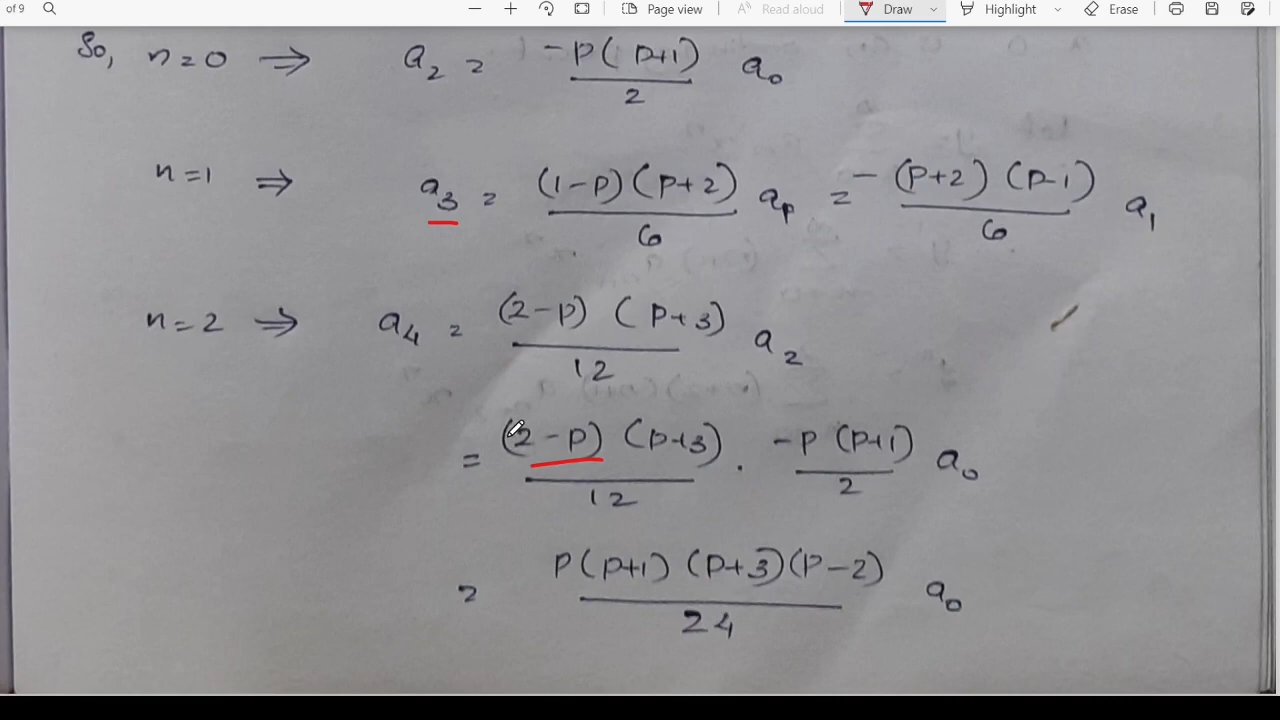 of 9 Page view Read aloud Draw Highlight Erase
So, n=0 ⇒ a₂ = -p(p+1)/2 a₀
n=1 ⇒ a₃ = (1-p)(p+2)/6 aₚ = -(p+2)(p-1)/6 a₁
n=2 ⇒ a₄ = (2-p)(p+3)/12 a₂
= (2-p)(p+3)/12 . -p(p+1)/2 a₀
= p(p+1)(p+3)(p-2)/24 a₀